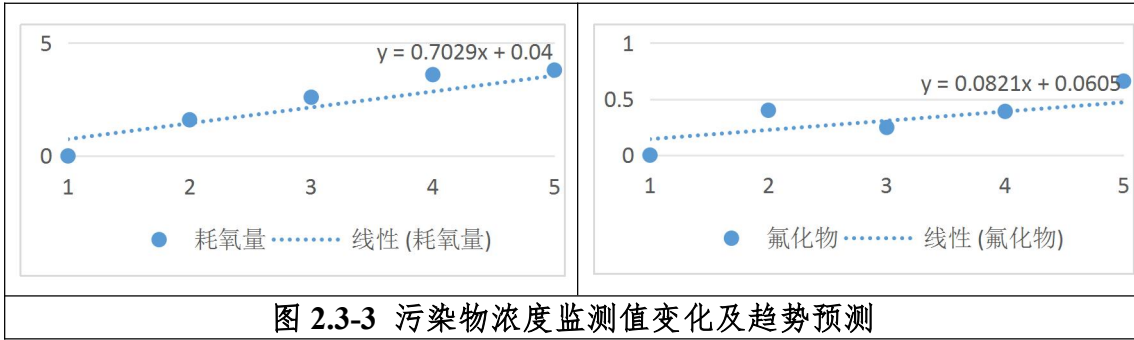 5
y = 0.7029x + 0.04
0
1 2 3 4 5
耗氧量 线性 (耗氧量)
1
y = 0.0821x + 0.0605
0.5
0
1 2 3 4 5
氟化物 线性 (氟化物)
图 2.3-3 污染物浓度监测值变化及趋势预测